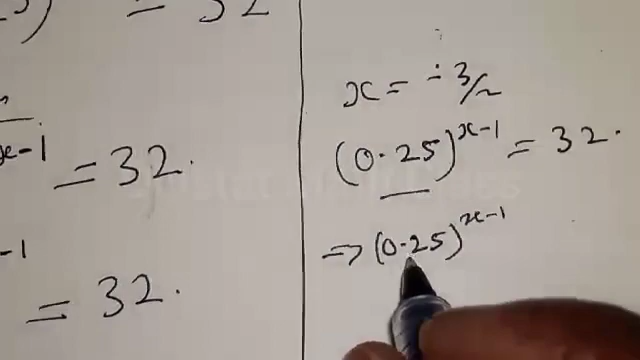 = 32
x-1
= 32.
-1
= 32.
x = -3/2
(0.25)^x-1 = 32.
=> (0.25)^x-1